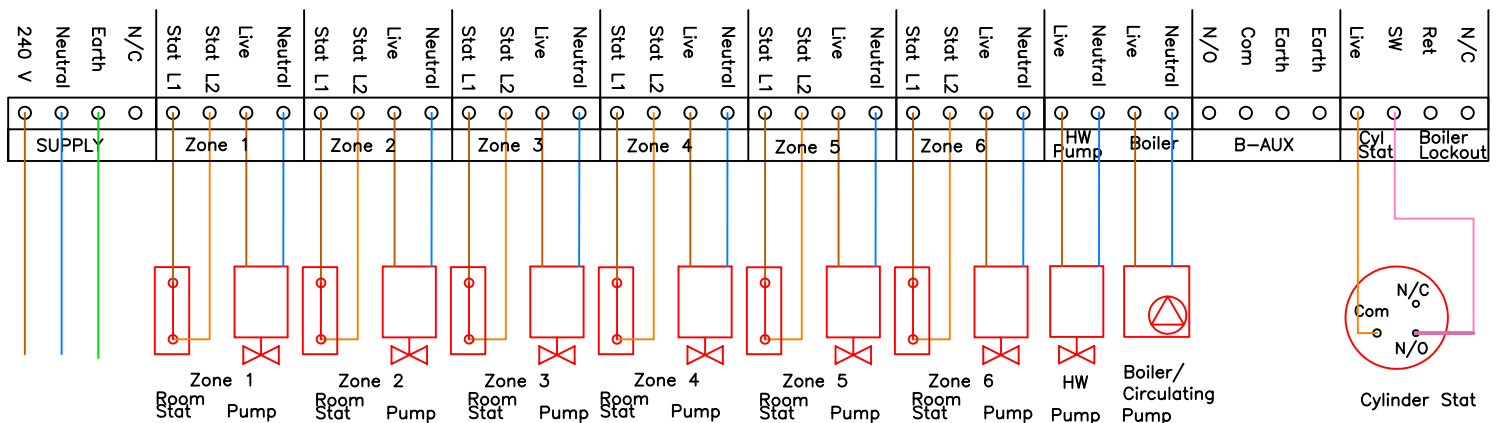 240 V
Neutral
Earth
N/C
Stat L1
Stat L2
Live
Neutral
Stat L1
Stat L2
Live
Neutral
Stat L1
Stat L2
Live
Neutral
Stat L1
Stat L2
Live
Neutral
Stat L1
Stat L2
Live
Neutral
Stat L1
Stat L2
Live
Neutral
Live
Neutral
Live
Neutral
N/O
Com
Earth
Earth
Live
SW
Ret
N/C
SUPPLY
Zone 1
Zone 2
Zone 3
Zone 4
Zone 5
Zone 6
HW
Pump
Boiler
B-AUX
Cyl
Stat
Boiler
Lockout
N/C
Com
N/O
Zone 1
Room
Stat
Pump
Zone 2
Room
Stat
Pump
Zone 3
Room
Stat
Pump
Zone 4
Room
Stat
Pump
Zone 5
Room
Stat
Pump
Zone 6
Room
Stat
Pump
HW
Pump
Boiler/
Circulating
Pump
Cylinder Stat